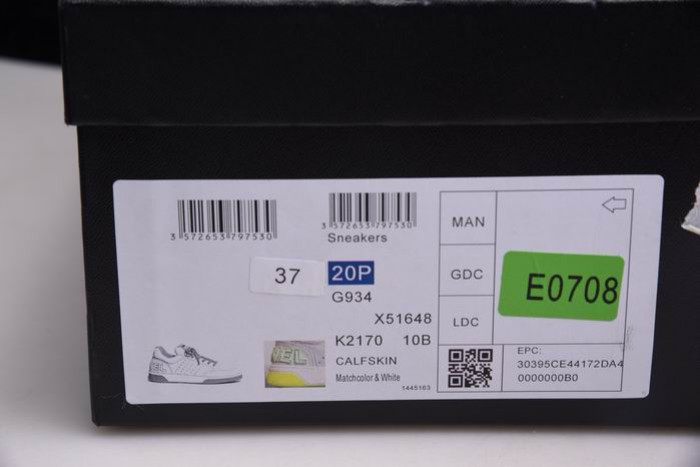 3 572653 797530
3 572653 797530
Sneakers
37
20P
G934
X51648
K2170 10B
CALFSKIN
Matchcolor & White
1445163
EL
MAN
GDC
LDC
E0708
EPC:
30395CE44172DA4
0000000B0